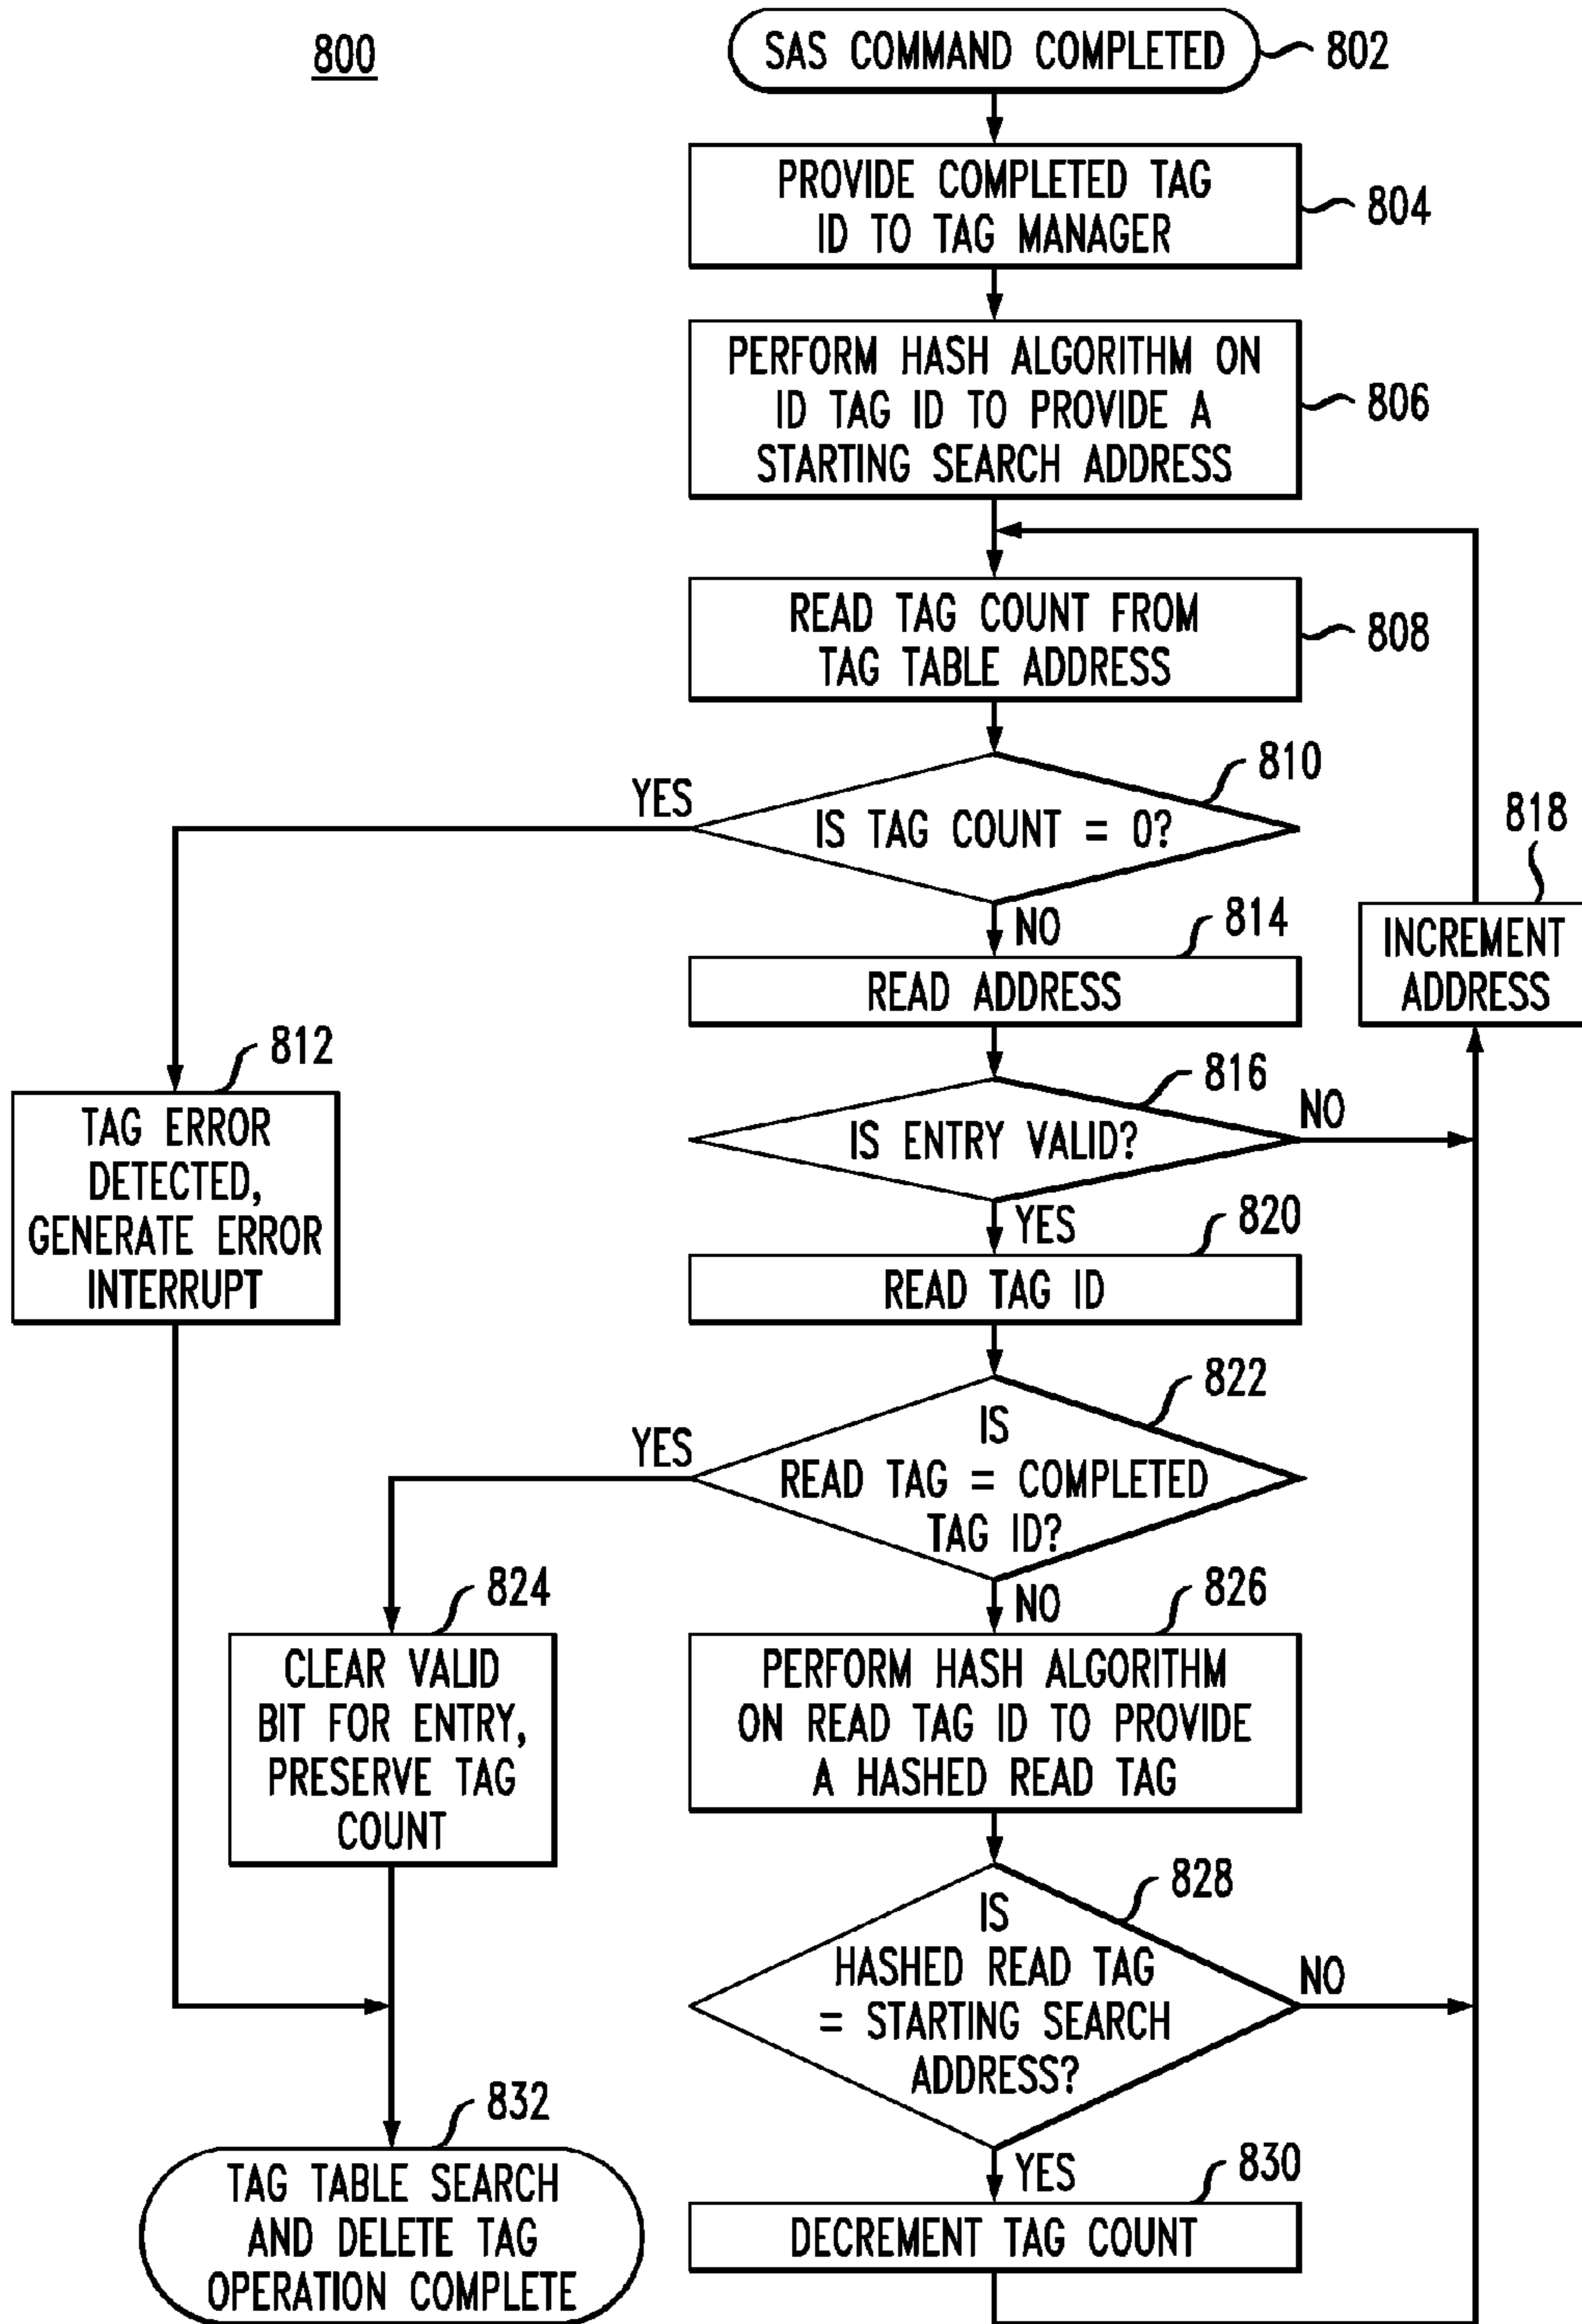 800
SAS COMMAND COMPLETED
802
PROVIDE COMPLETED TAG
ID TO TAG MANAGER
804
PERFORM HASH ALGORITHM ON
ID TAG ID TO PROVIDE A
STARTING SEARCH ADDRESS
806
READ TAG COUNT FROM
TAG TABLE ADDRESS
808
810
YES
IS TAG COUNT = 0?
NO
818
INCREMENT
ADDRESS
814
READ ADDRESS
812
TAG ERROR
DETECTED,
GENERATE ERROR
INTERRUPT
816
IS ENTRY VALID?
NO
YES
820
READ TAG ID
822
YES
IS
READ TAG = COMPLETED
TAG ID?
NO
824
CLEAR VALID
BIT FOR ENTRY,
PRESERVE TAG
COUNT
826
PERFORM HASH ALGORITHM
ON READ TAG ID TO PROVIDE
A HASHED READ TAG
828
IS
HASHED READ TAG
= STARTING SEARCH
ADDRESS?
NO
YES
830
DECREMENT TAG COUNT
832
TAG TABLE SEARCH
AND DELETE TAG
OPERATION COMPLETE